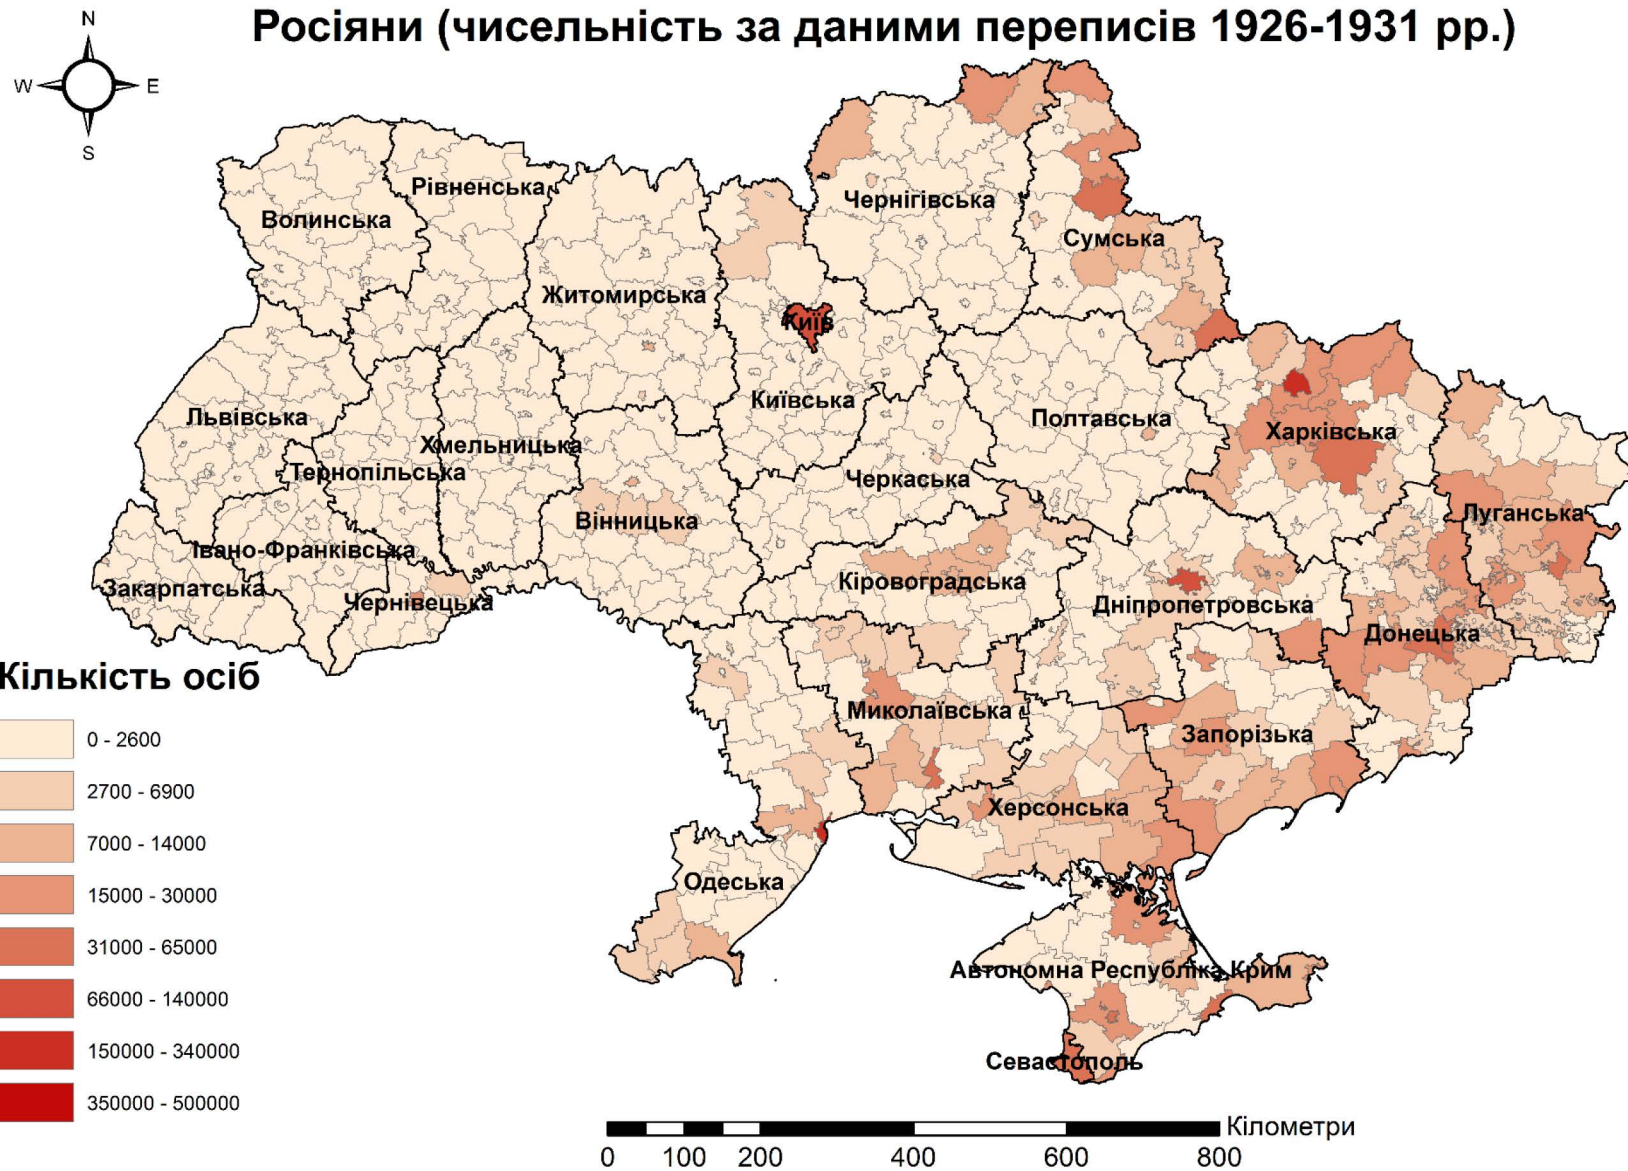 Росіяни (чисельність за даними переписів 1926-1931 рр.)
N
W
E
S
Рівненська
Волинська
Чернігівська
Сумська
Житомирська
Київ
Київська
Львівська
Полтавська
Харківська
Хмельницька
Тернопільська
Черкаська
Вінницька
Луганська
Івано-Франківська
Закарпатська
Чернівецька
Кіровоградська
Дніпропетровська
Донецька
Миколаївська
Запорізька
Херсонська
Одеська
Автономна Республіка Крим
Севастополь
Кількість осіб
0 - 2600
2700 - 6900
7000 - 14000
15000 - 30000
31000 - 65000
66000 - 140000
150000 - 340000
350000 - 500000
Кілометри
0 100 200 400 600 800